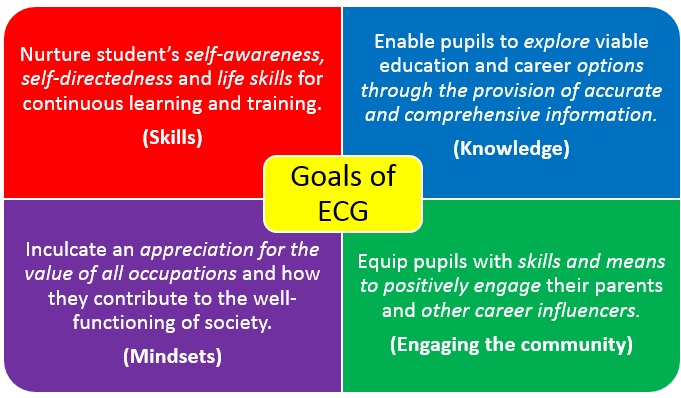 Nurture student’s self-awareness,
self-directedness and life skills for
continuous learning and training.
(Skills)
Enable pupils to explore viable
education and career options
through the provision of accurate
and comprehensive information.
(Knowledge)
Goals of
ECG
Inculcate an appreciation for the
value of all occupations and how
they contribute to the well-
functioning of society.
(Mindsets)
Equip pupils with skills and means
to positively engage their parents
and other career influencers.
(Engaging the community)